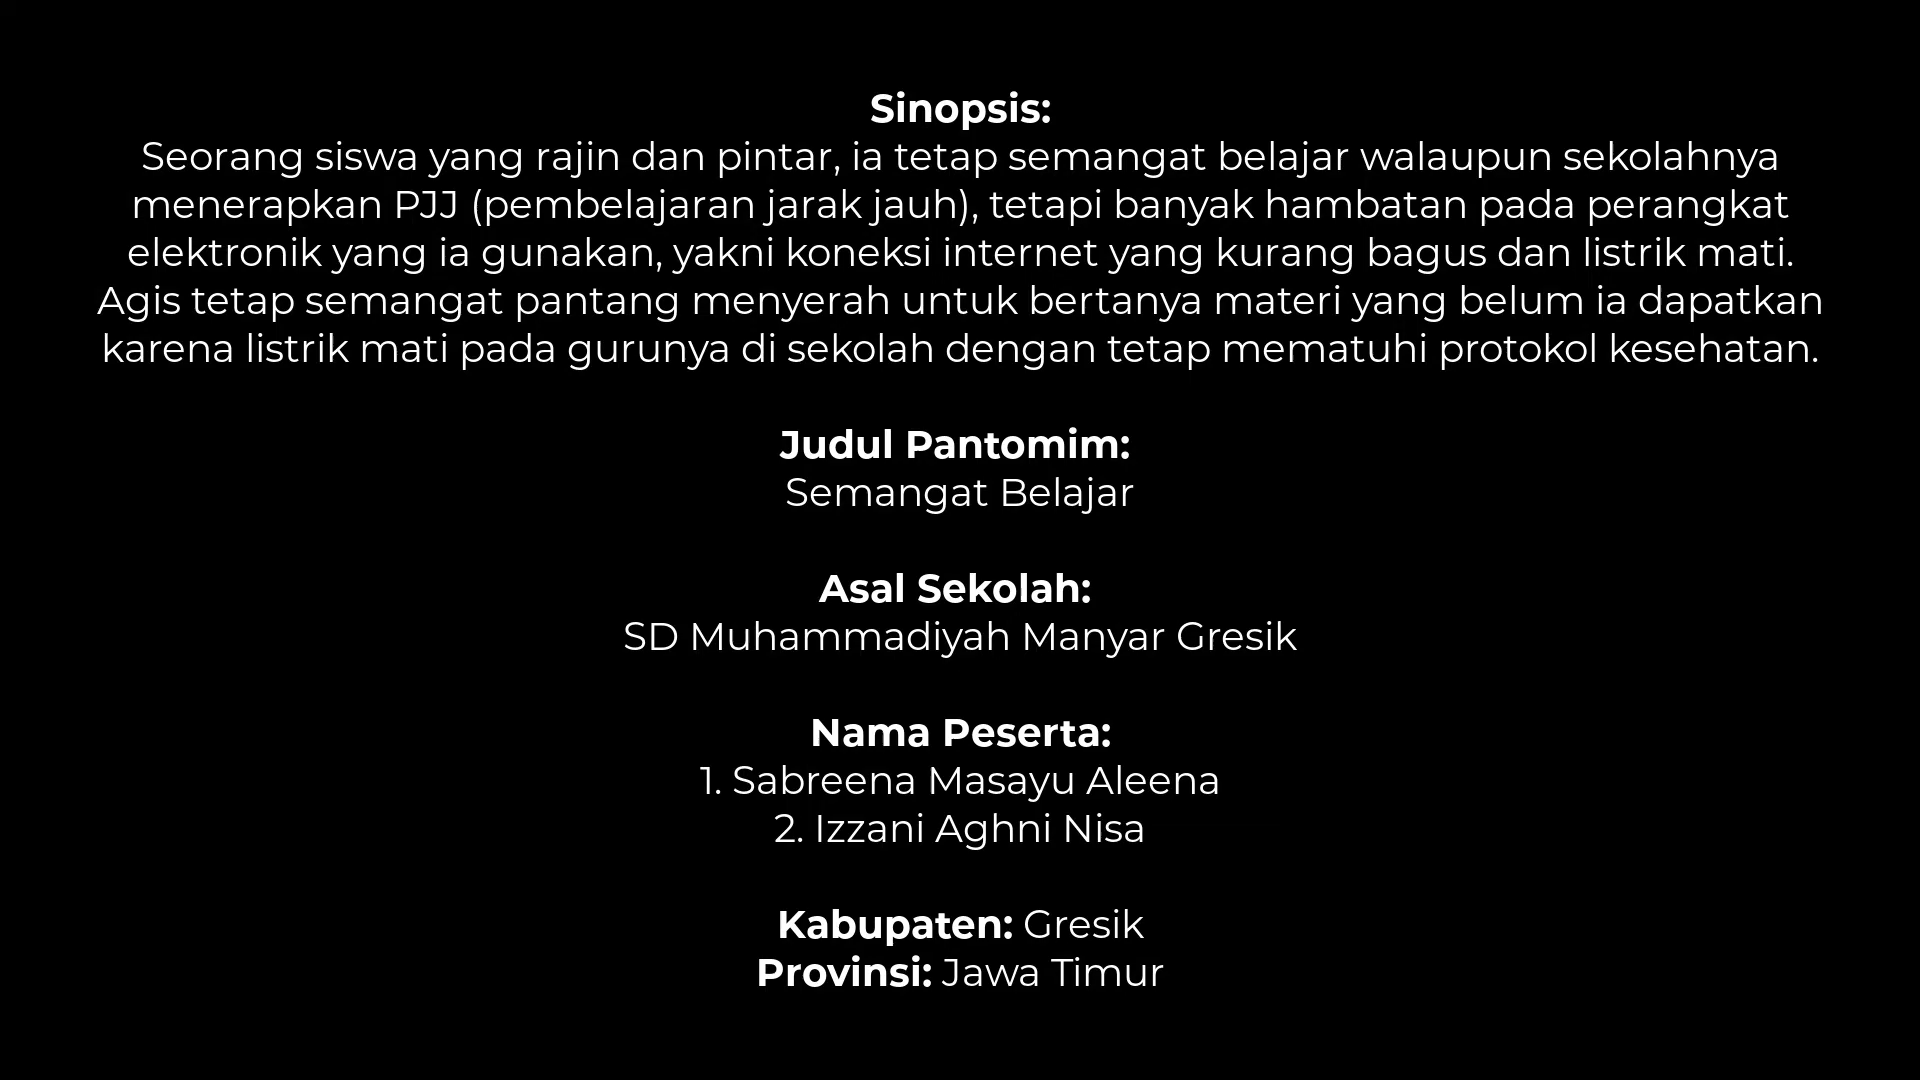 Sinopsis:
Seorang siswa yang rajin dan pintar, ia tetap semangat belajar walaupun sekolahnya
menerapkan PJJ (pembelajaran jarak jauh), tetapi banyak hambatan pada perangkat
elektronik yang ia gunakan, yakni koneksi internet yang kurang bagus dan listrik mati.
Agis tetap semangat pantang menyerah untuk bertanya materi yang belum ia dapatkan
karena listrik mati pada gurunya di sekolah dengan tetap mematuhi protokol kesehatan.
Judul Pantomim:
Semangat Belajar
Asal Sekolah:
SD Muhammadiyah Manyar Gresik
Nama Peserta:
1. Sabreena Masayu Aleena
2. Izzani Aghni Nisa
Kabupaten: Gresik
Provinsi: Jawa Timur